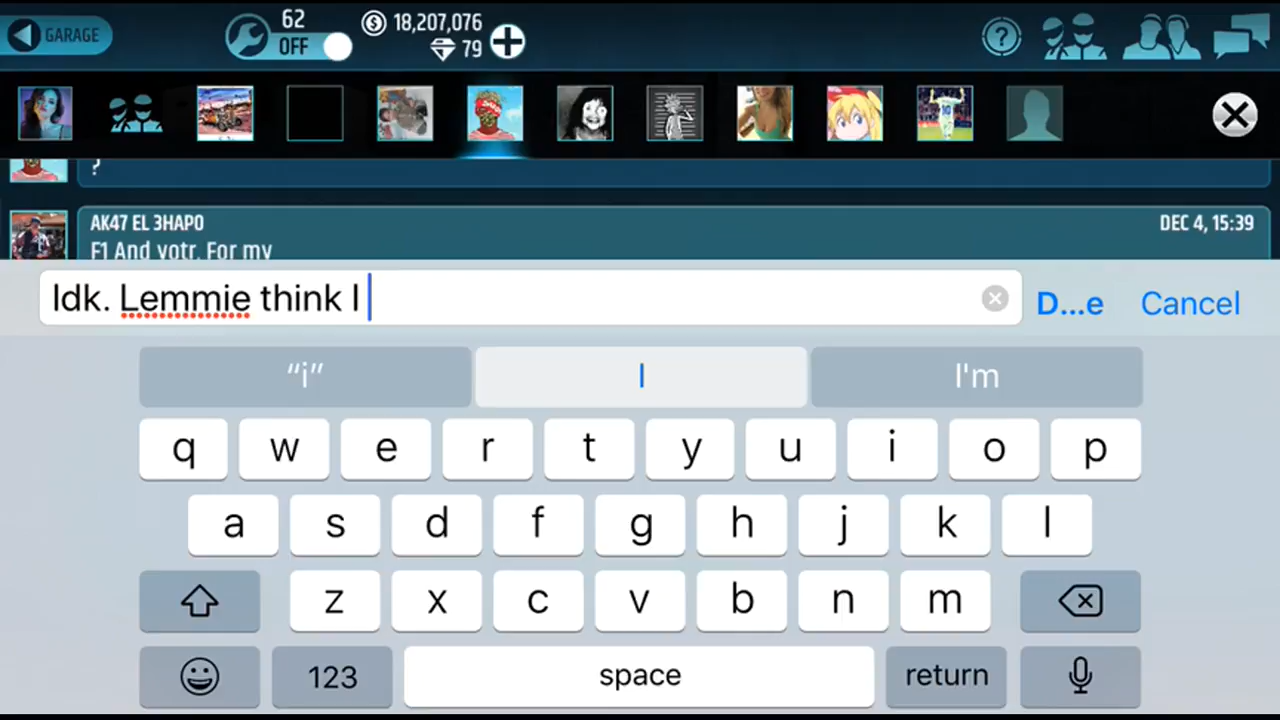 GARAGE
62
OFF
18,207,076
79
?
?
AK47 EL 3HAPO
DEC 4, 15:39
F1 And votr. For my
Idk. Lemmie think I
D...e
Cancel
“i”
I
I'm
q w e r t y u i o p
a s d f g h j k l
z x c v b n m
123
space
return